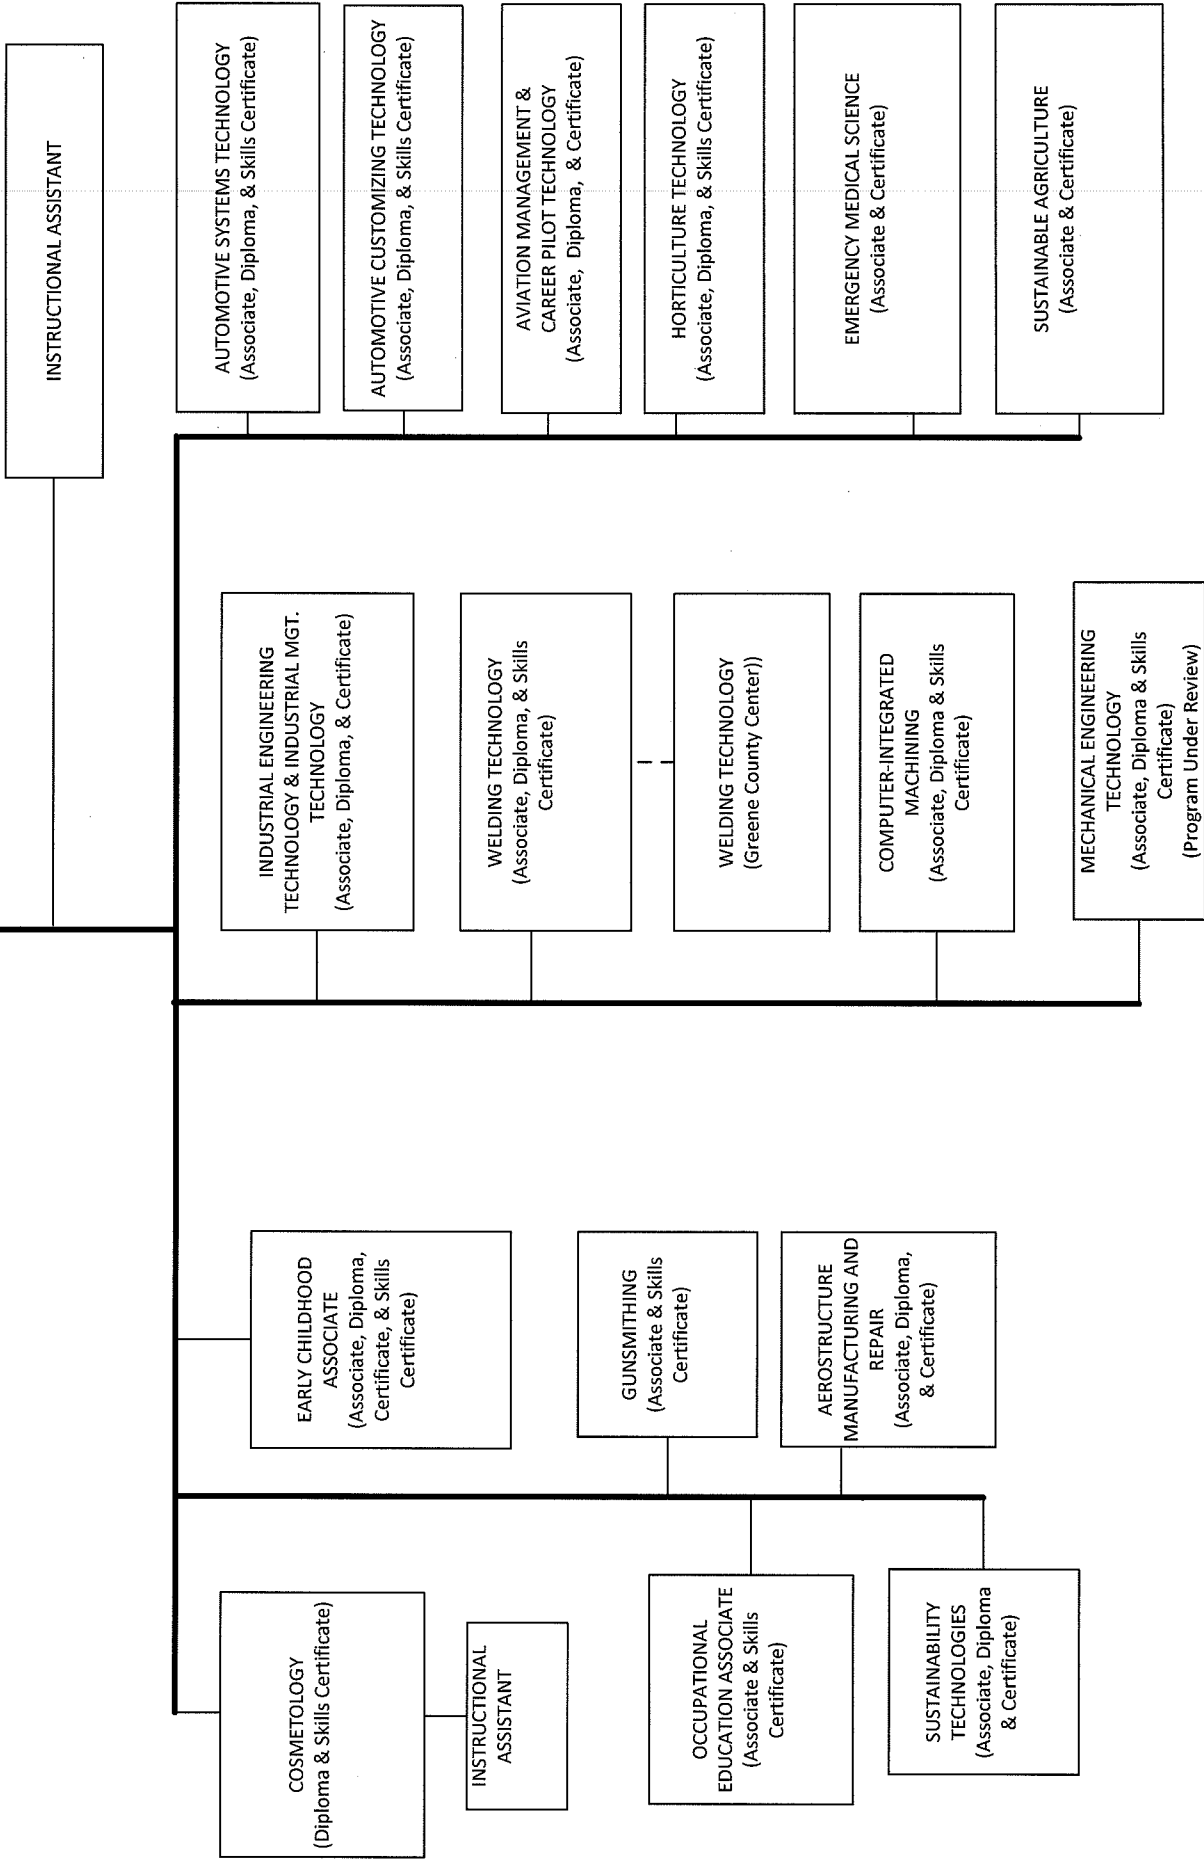 INSTRUCTIONAL ASSISTANT
COSMETOLOGY
(Diploma & Skills Certificate)
INSTRUCTIONAL
ASSISTANT
EARLY CHILDHOOD
ASSOCIATE
(Associate, Diploma,
Certificate, & Skills
Certificate)
OCCUPATIONAL
EDUCATION ASSOCIATE
(Associate & Skills
Certificate)
SUSTAINABILITY
TECHNOLOGIES
(Associate, Diploma
& Certificate)
GUNSMITHING
(Associate & Skills
Certificate)
AEROSTRUCTURE
MANUFACTURING AND
REPAIR
(Associate, Diploma,
& Certificate)
INDUSTRIAL ENGINEERING
TECHNOLOGY & INDUSTRIAL MGT.
TECHNOLOGY
(Associate, Diploma, & Certificate)
WELDING TECHNOLOGY
(Associate, Diploma, & Skills
Certificate)
WELDING TECHNOLOGY
(Greene County Center))
COMPUTER-INTEGRATED
MACHINING
(Associate, Diploma & Skills
Certificate)
MECHANICAL ENGINEERING
TECHNOLOGY
(Associate, Diploma & Skills
Certificate)
(Program Under Review)
AUTOMOTIVE SYSTEMS TECHNOLOGY
(Associate, Diploma, & Skills Certificate)
AUTOMOTIVE CUSTOMIZING TECHNOLOGY
(Associate, Diploma, & Skills Certificate)
AVIATION MANAGEMENT &
CAREER PILOT TECHNOLOGY
(Associate, Diploma, & Certificate)
HORTICULTURE TECHNOLOGY
(Associate, Diploma, & Skills Certificate)
EMERGENCY MEDICAL SCIENCE
(Associate & Certificate)
SUSTAINABLE AGRICULTURE
(Associate & Certificate)